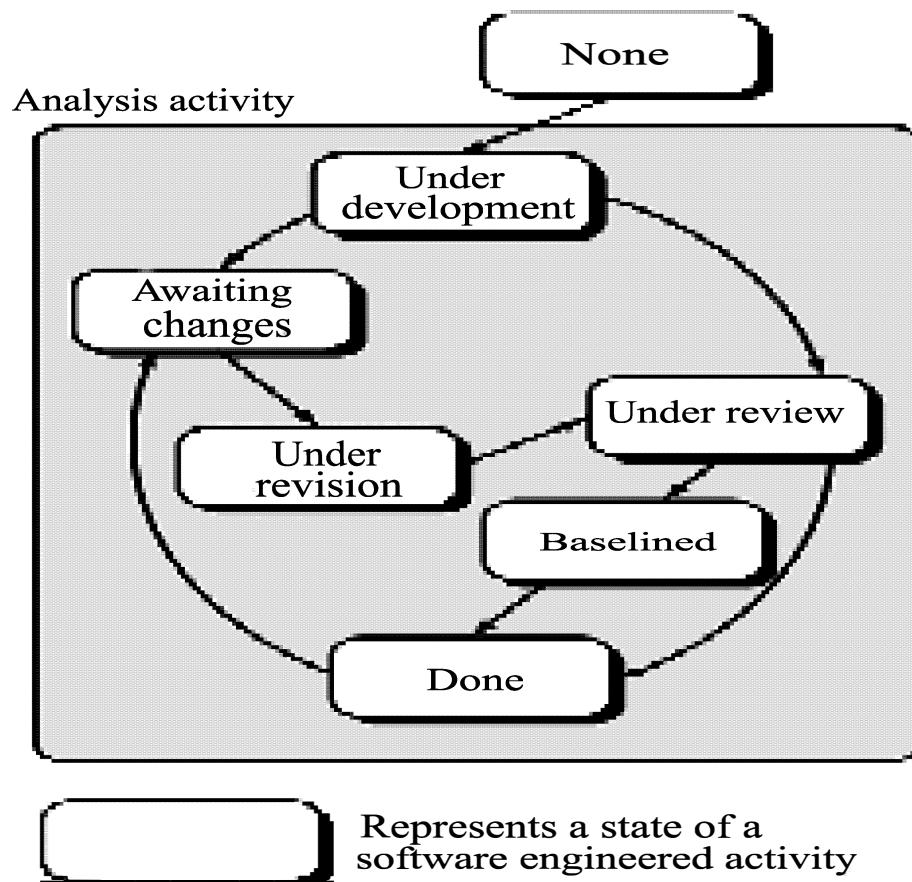 None
Analysis activity
Under
development
Awaiting
changes
Under review
Under
revision
Baselined
Done
Represents a state of a
software engineered activity